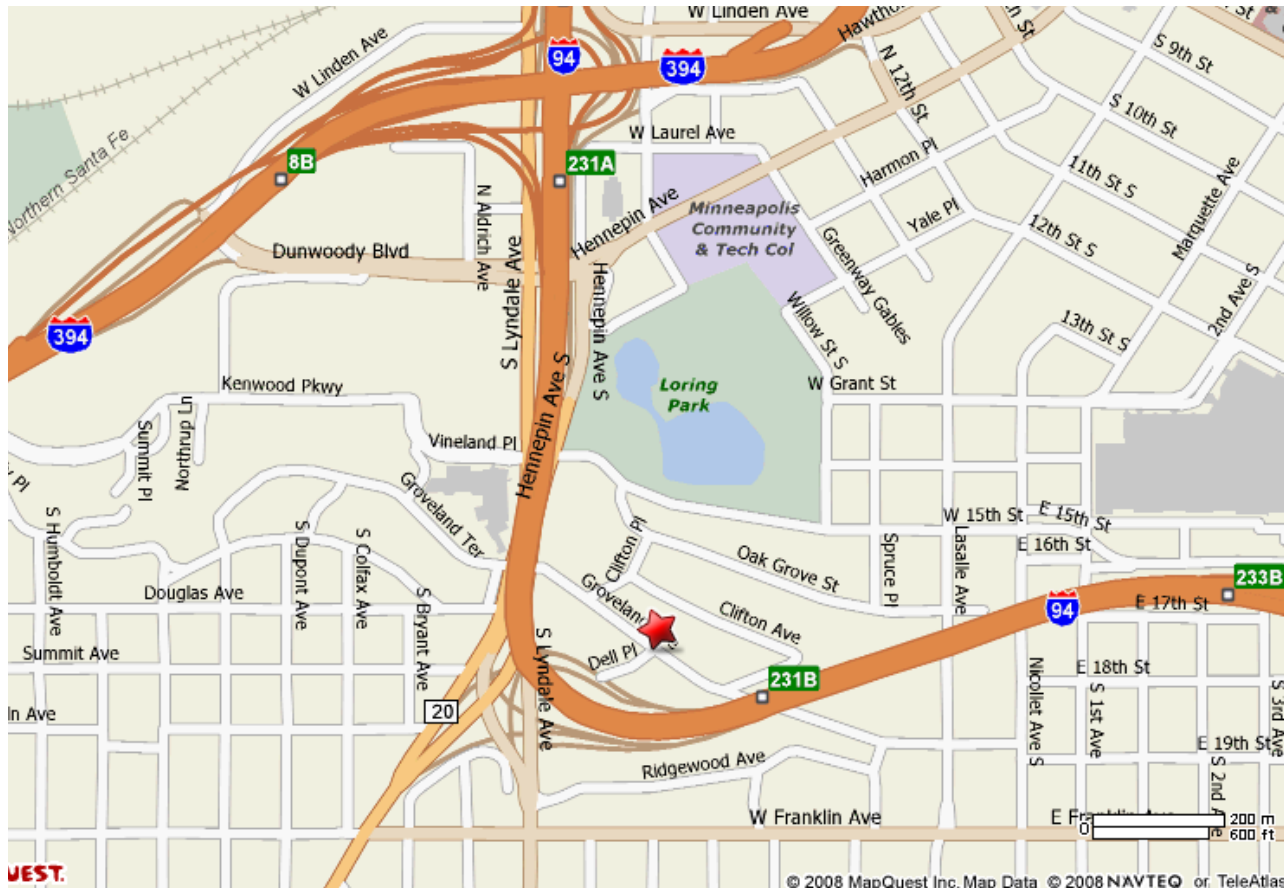 W Linden Ave
Hawtho
W Linden Ave
94
394
N 12th St
S 9th St
S 10th St
11th St S
12th St S
13th St S
Marquette Ave
2nd Ave S
Northern Santa Fe
8B
231A
W Laurel Ave
Harmon Pl
Yale Pl
N Aldrich Ave
Hennepin Ave
Minneapolis
Community
& Tech Col
Greenway Gables
Dunwoody Blvd
S Lyndale Ave
Hennepin Ave S
Willow St S
394
Hennepin Ave S
Loring
Park
W Grant St
Kenwood Pkwy
Summit Pl
Northrup Ln
Vineland Pl
Groveland Ter
y Pl
S Humboldt Ave
S Dupont Ave
S Colfax Ave
S Bryant Ave
Douglas Ave
Summit Ave
ln Ave
Clifton Pl
Oak Grove St
Spruce Pl
Lasalle Ave
W 15th St
E 15th St
E 16th St
233B
94
E 17th St
Clifton Ave
Dell Pl
S Lyndale Ave
231B
Nicollet Ave S
E 18th St
S 1st Ave
S 3rd Ave
20
E 19th St
S 2nd Ave
Ridgewood Ave
W Franklin Ave
0
200 m
600 ft
UEST.
© 2008 MapQuest Inc. Map Data © 2008 NAVTEQ or TeleAtlas